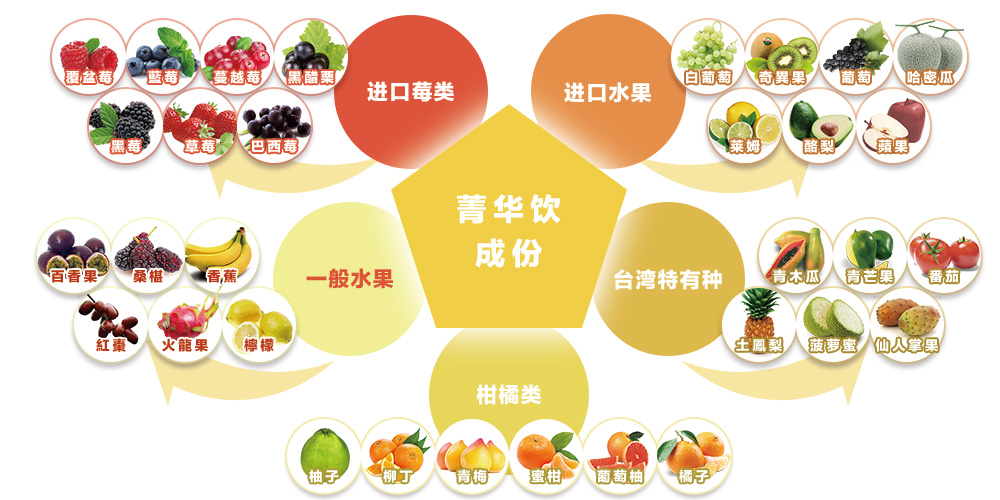 覆盆莓
藍莓
蔓越莓
黑醋栗
黑莓
草莓
巴西莓
进口莓类
进口水果
白葡萄
奇異果
葡萄
哈密瓜
萊姆
酪梨
蘋果
菁华饮
成份
百香果
桑椹
香蕉
紅棗
火龍果
檸檬
一般水果
台湾特有种
青木瓜
青芒果
番茄
土鳳梨
菠萝蜜
仙人掌果
柑橘类
柚子
柳丁
青梅
蜜柑
葡萄柚
橘子